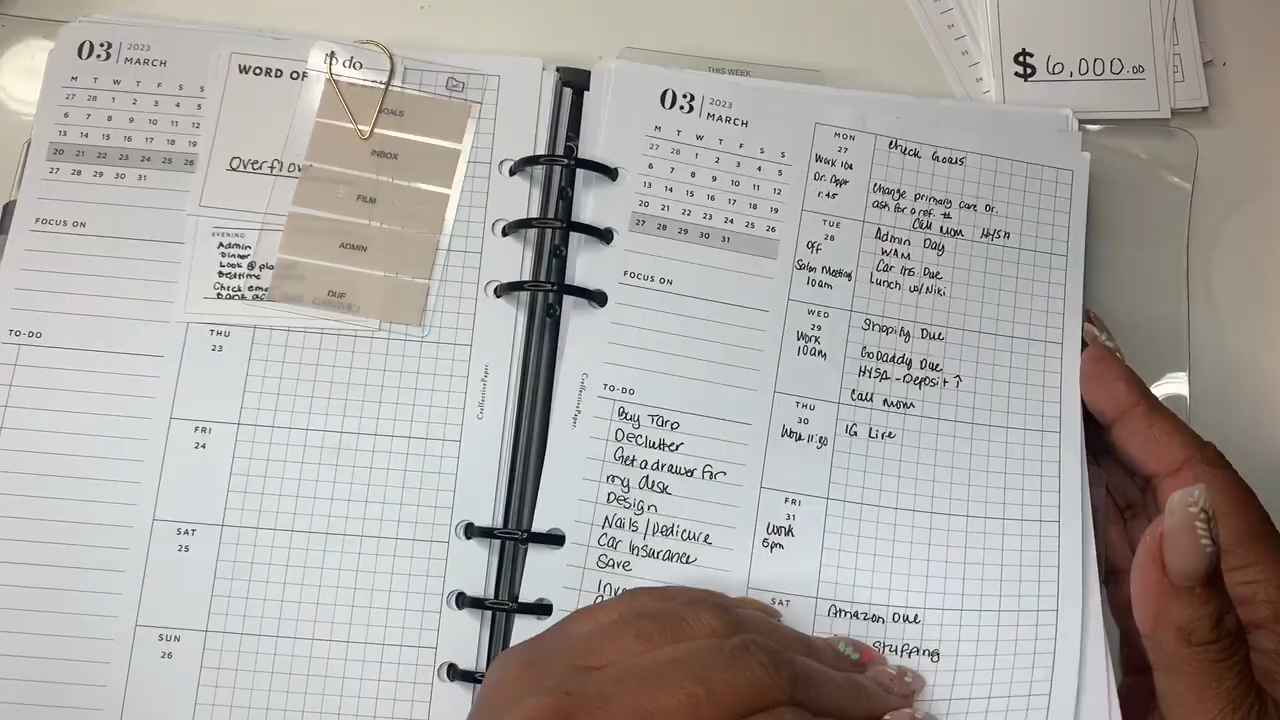 03 | 2023
MARCH
M T W T F S S
27 28 1 2 3 4 5
6 7 8 9 10 11 12
13 14 15 16 17 18 19
20 21 22 23 24 25 26
27 28 29 30 31
FOCUS ON
TO-DO
WORD OF
to do
GOALS
INBOX
FILM
ADMIN
DUE
EVENING
Admin
Dinner
Look @
Bedtime
Check
Bank
THU
23
FRI
24
SAT
25
SUN
26
CreffectivePaper.
THIS WEEK
03 | 2023
MARCH
M T W T F S S
27 28 1 2 3 4 5
6 7 8 9 10 11 12
13 14 15 16 17 18 19
20 21 22 23 24 25 26
27 28 29 30 31
FOCUS ON
TO-DO
Buy Tarp
Declutter
Get a drawer for
my desk
Design
Nails / Pedicure
Car Insurance
Save
CreffectivePaper.
MON
27
Work 10a
Dr. Appt
1:45
Check Goals
Change primary care Dr.
ask for a ref. #
Call Mom HYSA
TUE
28
Off
Salon Meeting
10am
Admin Day
WAM
Car Ins. Due
Lunch w/ Niki
WED
29
Work
10am
Shopify Due
GoDaddy Due
HYSA - Deposit ↑
Call Mom
THU
30
Work 11:30
IG Live
FRI
31
Work
5pm
SAT
Amazon Due
Stuffing
$ 6,000.00